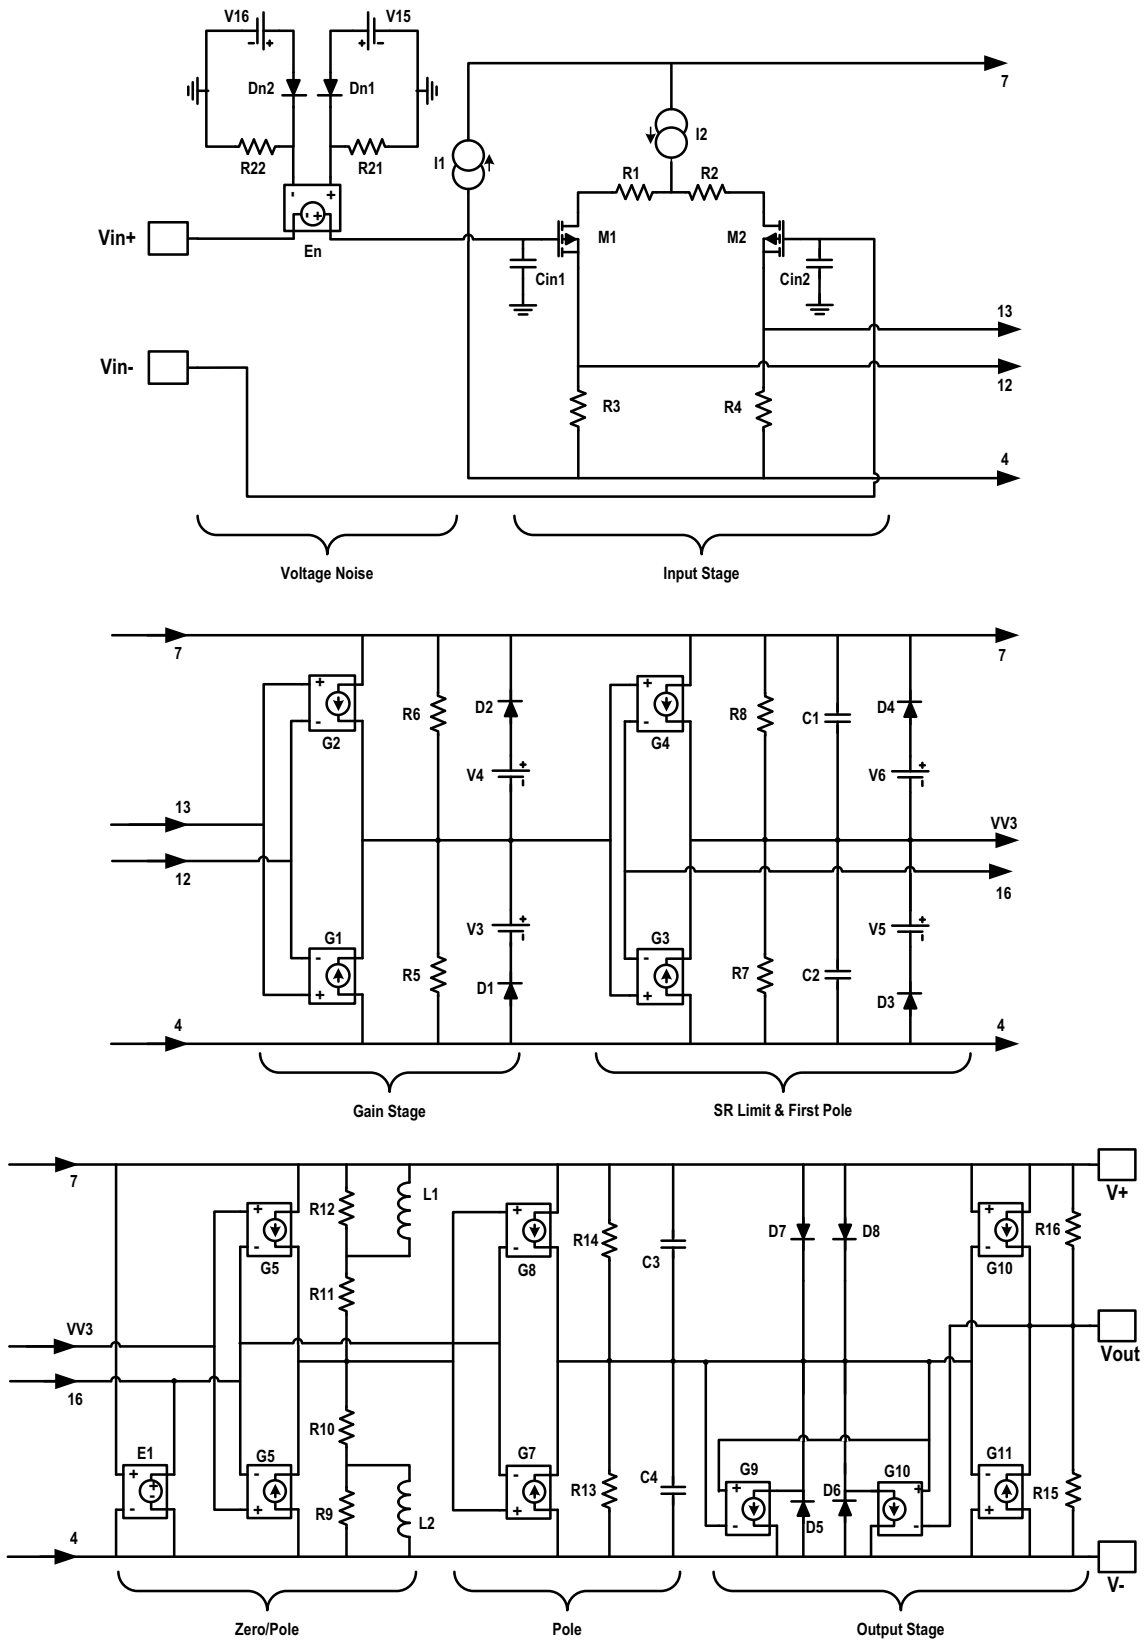 V16
V15
- +
+ -
Dn2
Dn1
R22
R21
- +
- +
En
Vin+
Vin-
I1
I2
7
R1
R2
M1
M2
Cin1
Cin2
13
12
R3
R4
4
Voltage Noise
Input Stage
7
7
+
-
G2
R6
D2
V4
+
-
+
-
G4
R8
C1
D4
V6
+
-
13
12
VV3
16
G1
-
+
R5
V3
+
-
D1
G3
-
+
R7
C2
V5
+
-
D3
4
4
Gain Stage
SR Limit & First Pole
7
V+
+
-
G5
R12
L1
R11
+
-
G8
R14
C3
D7
D8
+
-
G10
R16
VV3
16
Vout
E1
+
-
+
-
G5
-
+
R10
R9
L2
G7
-
+
R13
C4
G9
+
-
D5
D6
G10
+
-
G11
-
+
R15
4
V-
Zero/Pole
Pole
Output Stage